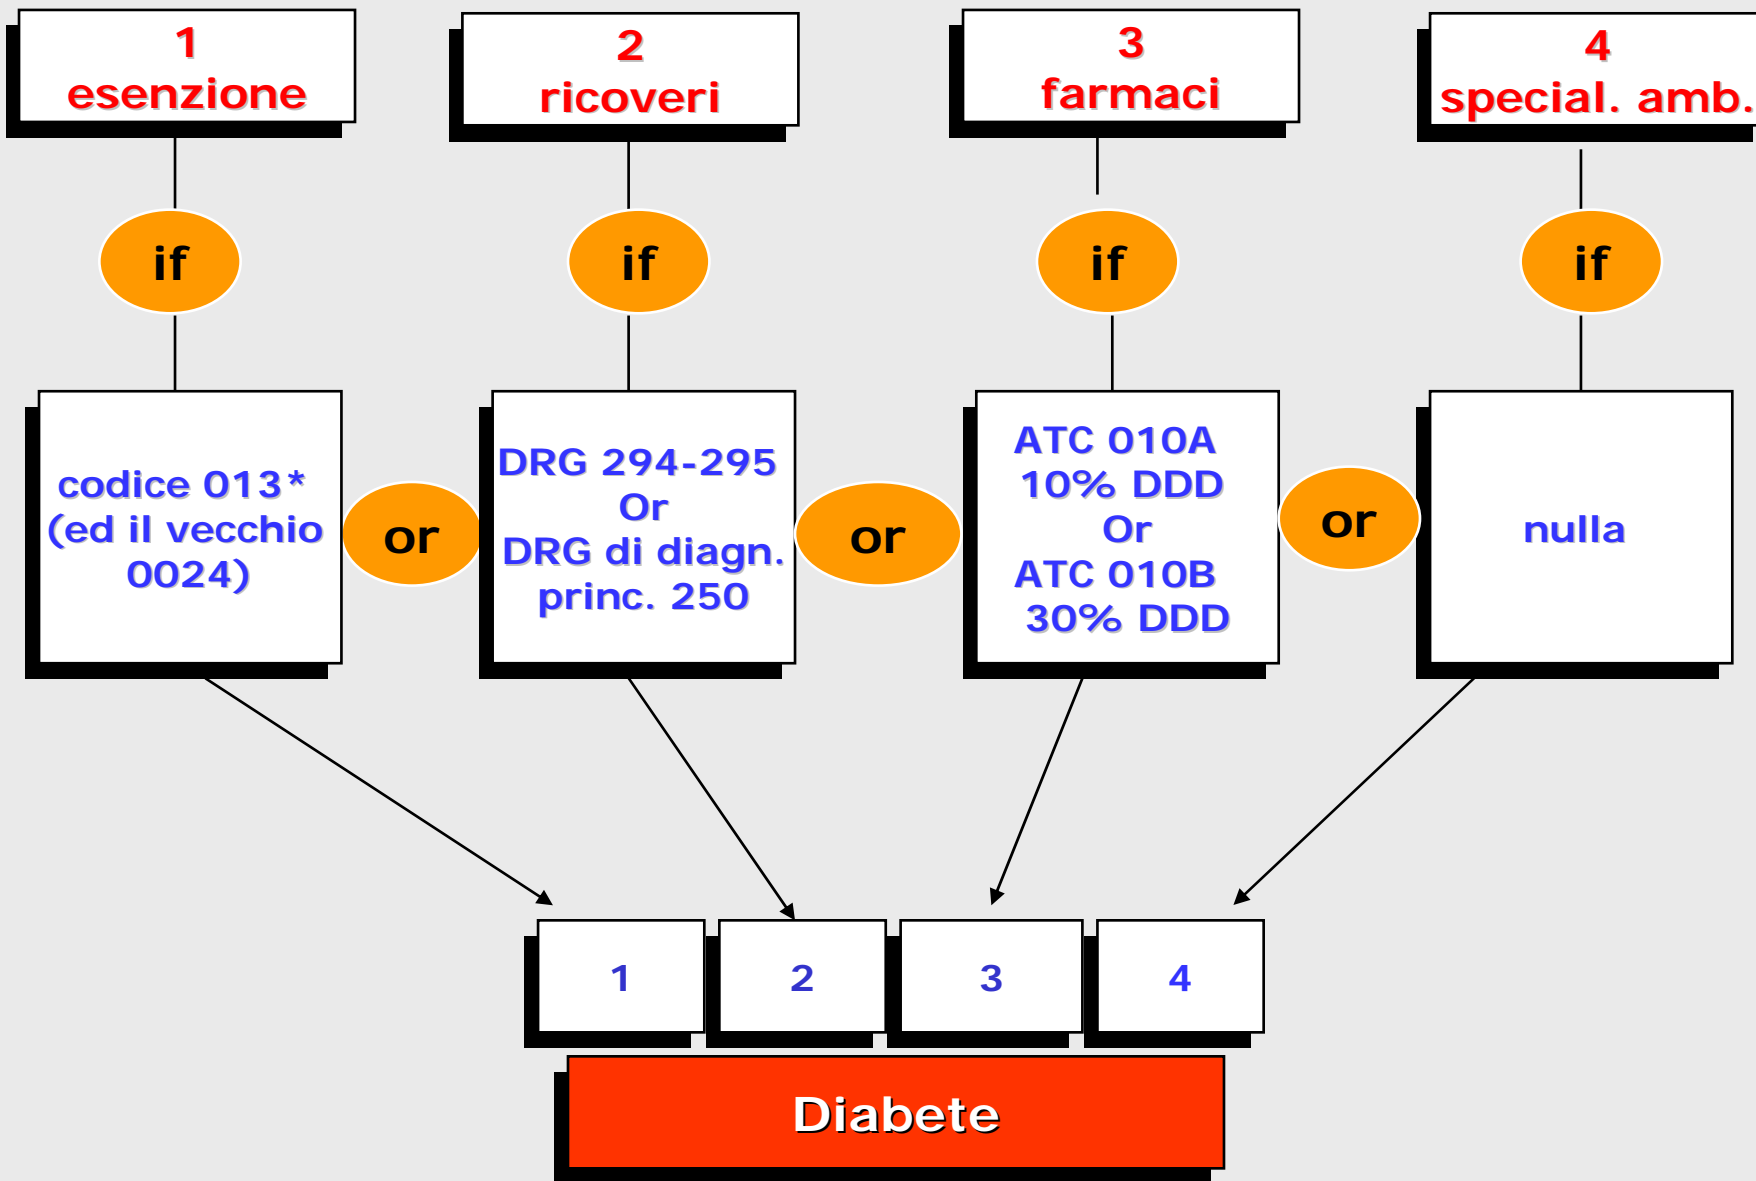 1
esenzione
2
ricoveri
3
farmaci
4
special. amb.
if
if
if
if
codice 013*
(ed il vecchio
0024)
or
DRG 294-295
Or
DRG di diagn.
princ. 250
or
ATC 010A
10% DDD
Or
ATC 010B
30% DDD
or
nulla
1
2
3
4
Diabete